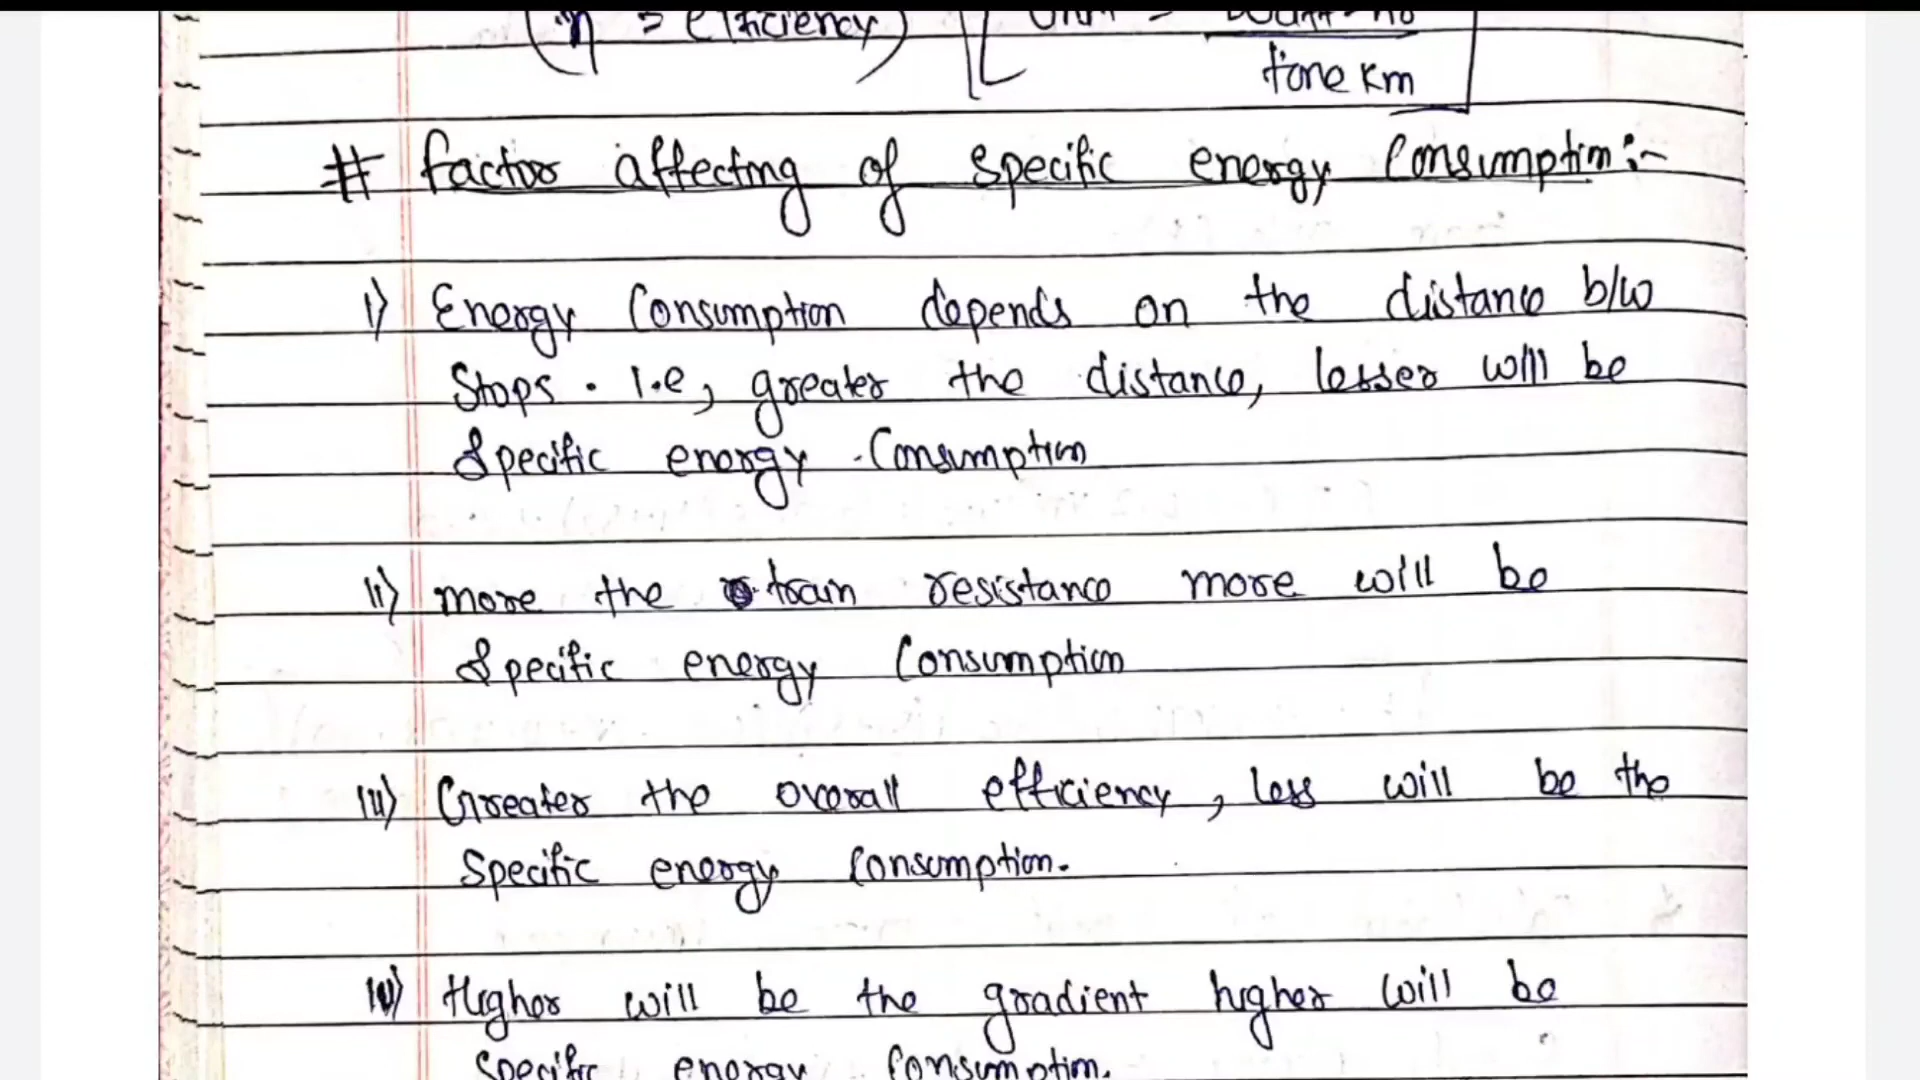 (η = efficiency) [Unit = Watt-hr
tone Km
# factor affecting of specific energy Consumption:-
i) Energy Consumption depends on the distance b/w
Stops. i.e, greater the distance, lesser will be
Specific energy Consumption
ii) more the train resistance more will be
Specific energy Consumption
iii) Greater the overall efficiency, less will be the
Specific energy Consumption.
iv) Higher will be the gradient higher will be
Specific energy Consumption.